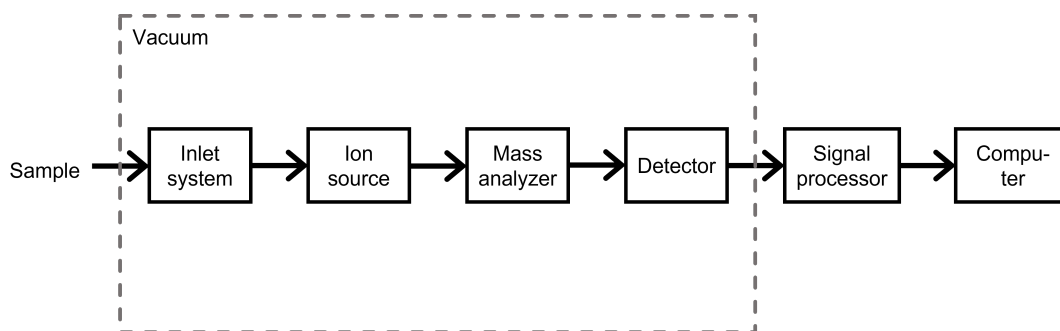 Vacuum
Sample
Inlet
system
Ion
source
Mass
analyzer
Detector
Signal
processor
Compu-
ter